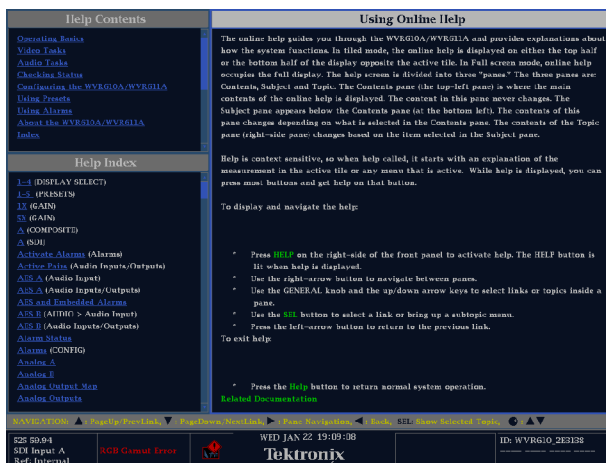 Help Contents
Operating Basics
Video Tasks
Audio Tasks
Checking Status
Configuring the WVR610A/WVR611A
Using Presets
Using Alarms
About the WVR610A/WVR611A
Index
Help Index
1-4 (DISPLAY SELECT)
1-5 (PRESETS)
1X (GAIN)
5X (GAIN)
A (COMPOSITE)
A (SDI)
Activate Alarms (Alarms)
Active Pairs (Audio Inputs/Outputs)
AES A (Audio Input)
AES A (Audio Inputs/Outputs)
AES and Embedded Alarms
AES B (AUDIO > Audio Input)
AES B (Audio Inputs/Outputs)
Alarm Status
Alarms (CONFIG)
Analog A
Analog B
Analog Output Map
Analog Outputs
Using Online Help
The online help guides you through the WVR610A/WVR611A and provides explanations about
how the system functions. In tiled mode, the online help is displayed on either the top half
or the bottom half of the display opposite the active tile. In Full screen mode, online help
occupies the full display. The help screen is divided into three "panes." The three panes are:
Contents, Subject and Topic. The Contents pane (the top-left pane) is where the main
contents of the online help is displayed. The content in this pane never changes. The
Subject pane appears below the Contents pane (at the bottom left). The contents of this
pane changes depending on what is selected in the Contents pane. The contents of the Topic
pane (right-side pane) changes based on the item selected in the Subject pane.
Help is context sensitive, so when help called, it starts with an explanation of the
measurement in the active tile or any menu that is active. While help is displayed, you can
press most buttons and get help on that button.
To display and navigate the help:
" Press HELP on the right-side of the front panel to activate help. The HELP button is
lit when help is displayed.
" Use the right-arrow button to navigate between panes.
" Use the GENERAL knob and the up/down arrow keys to select links or topics inside a
pane.
" Use the SEL button to select a link or bring up a subtopic menu.
" Press the left-arrow button to return to the previous link.
To exit help:
" Press the Help button to return normal system operation.
Related Documentation
NAVIGATION: ▲ : PageUp/PrevLink, ▼ : PageDown/NextLink, ► : Pane Navigation, ◄ : Back, SEL: Show Selected Topic, : ▲▼
525 59.94
SDI Input A
Ref: Internal
RGB Gamut Error
WED JAN 22 19:09:08
Tektronix
ID: WVR610_2E3138
---- ---- ---- ----